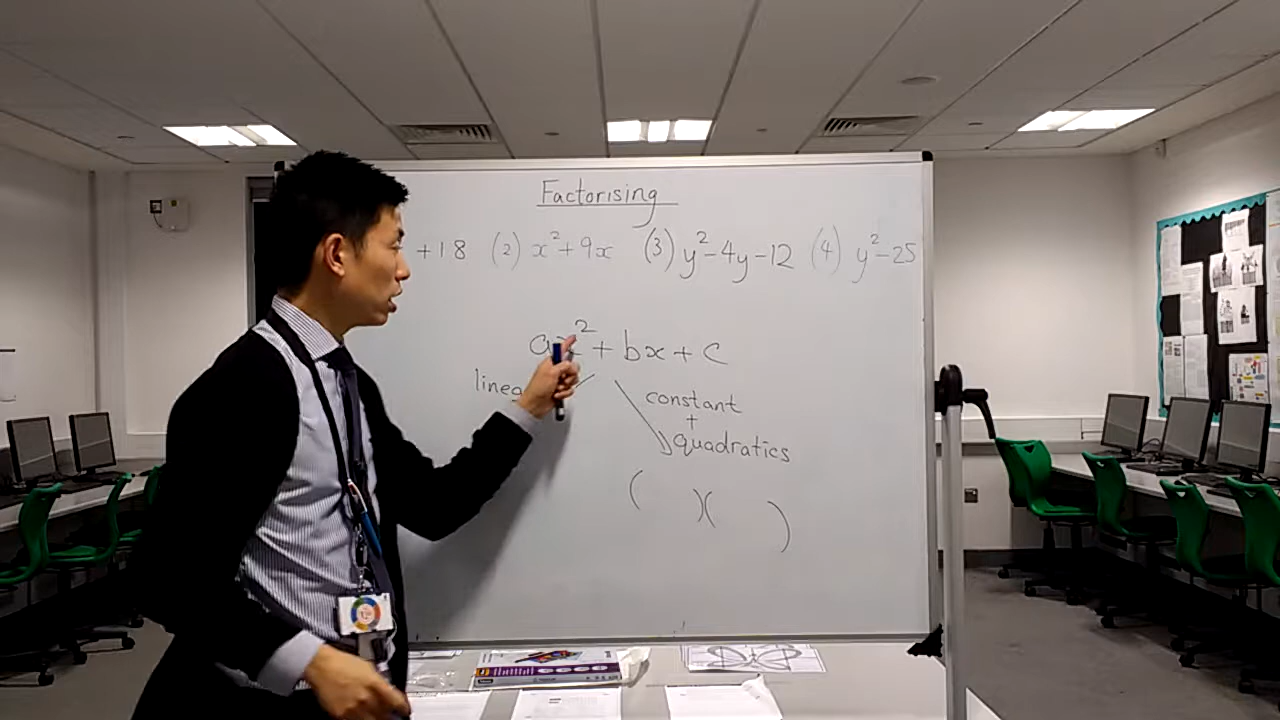 Factorising
+18 (2) x² + 9x (3) y² - 4y - 12 (4) y² - 25
ax² + bx + c
constant
+
quadratics
( )( )